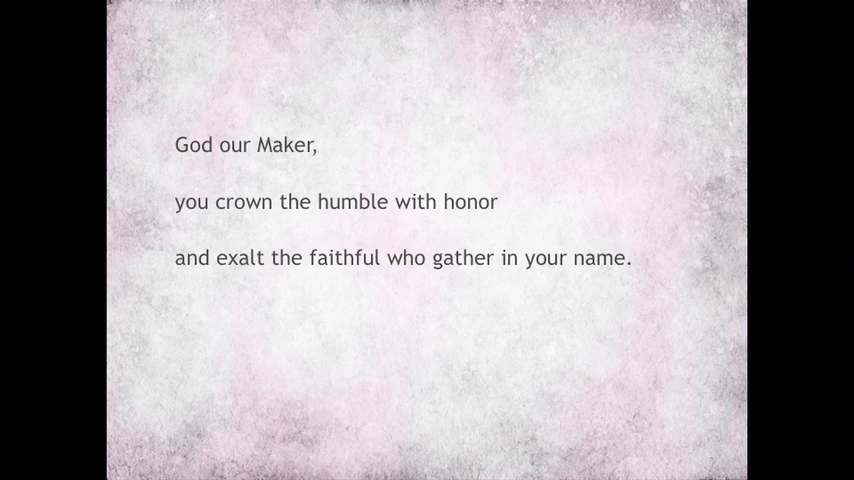 God our Maker,
you crown the humble with honor
and exalt the faithful who gather in your name.